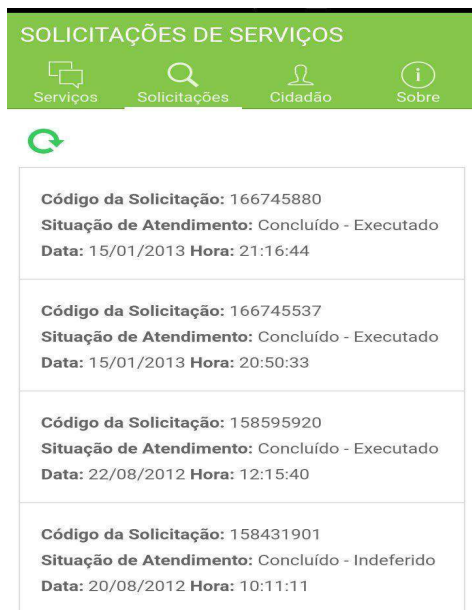 SOLICITAÇÕES DE SERVIÇOS
Serviços Solicitações Cidadão Sobre
Código da Solicitação: 166745880
Situação de Atendimento: Concluído - Executado
Data: 15/01/2013 Hora: 21:16:44
Código da Solicitação: 166745537
Situação de Atendimento: Concluído - Executado
Data: 15/01/2013 Hora: 20:50:33
Código da Solicitação: 158595920
Situação de Atendimento: Concluído - Executado
Data: 22/08/2012 Hora: 12:15:40
Código da Solicitação: 158431901
Situação de Atendimento: Concluído - Indeferido
Data: 20/08/2012 Hora: 10:11:11